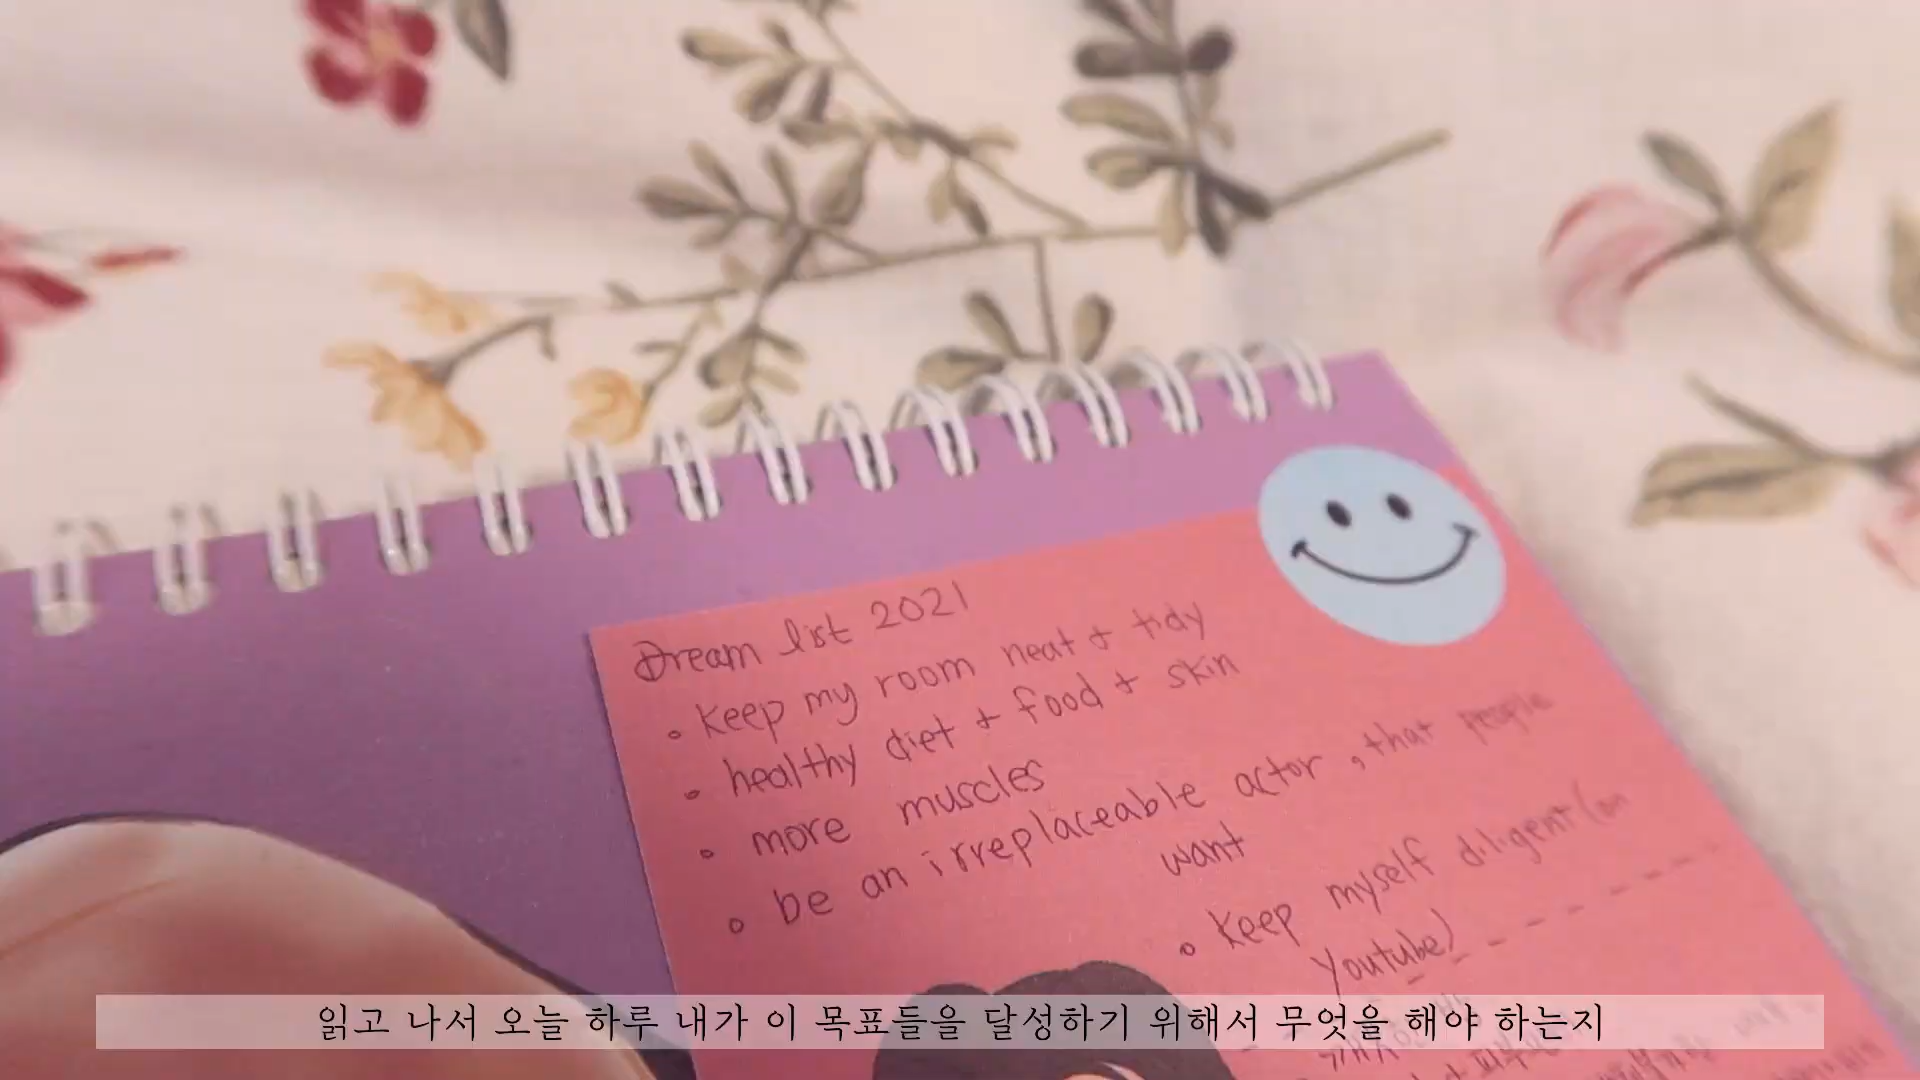 Dream list 2021
• Keep my room neat + tidy
• healthy diet + food + skin
• more muscles
• be an irreplaceable actor, that people
want
• Keep myself diligent (on
Youtube)
읽고 나서 오늘 하루 내가 이 목표들을 달성하기 위해서 무엇을 해야 하는지